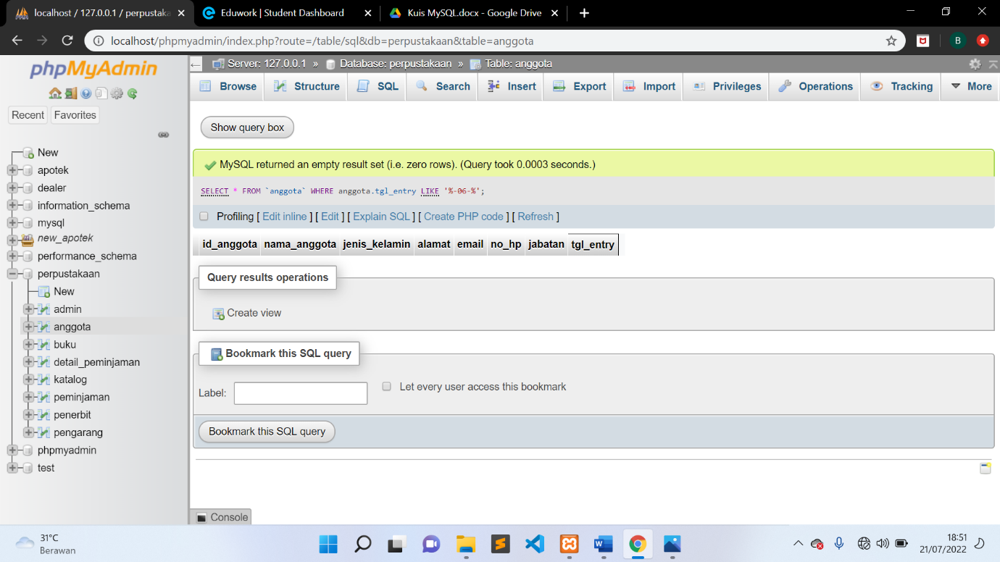 localhost / 127.0.0.1 / perpustaka
Eduwork | Student Dashboard
Kuis MySQL.docx - Google Drive
localhost/phpmyadmin/index.php?route=/table/sql&db=perpustakaan&table=anggota
B
phpMyAdmin
Recent
Favorites
New
apotek
dealer
information_schema
mysql
new_apotek
performance_schema
perpustakaan
New
admin
anggota
buku
detail_peminjaman
katalog
peminjaman
penerbit
pengarang
phpmyadmin
test
Server: 127.0.0.1 » Database: perpustakaan » Table: anggota
Browse Structure SQL Search Insert Export Import Privileges Operations Tracking More
Show query box
MySQL returned an empty result set (i.e. zero rows). (Query took 0.0003 seconds.)
SELECT * FROM `anggota` WHERE anggota.tgl_entry LIKE '%-06-%';
Profiling [ Edit inline ] [ Edit ] [ Explain SQL ] [ Create PHP code ] [ Refresh ]
id_anggota nama_anggota jenis_kelamin alamat email no_hp jabatan tgl_entry
Query results operations
Create view
Bookmark this SQL query
Label:
Let every user access this bookmark
Bookmark this SQL query
Console
31°C
Berawan
18:51
21/07/2022